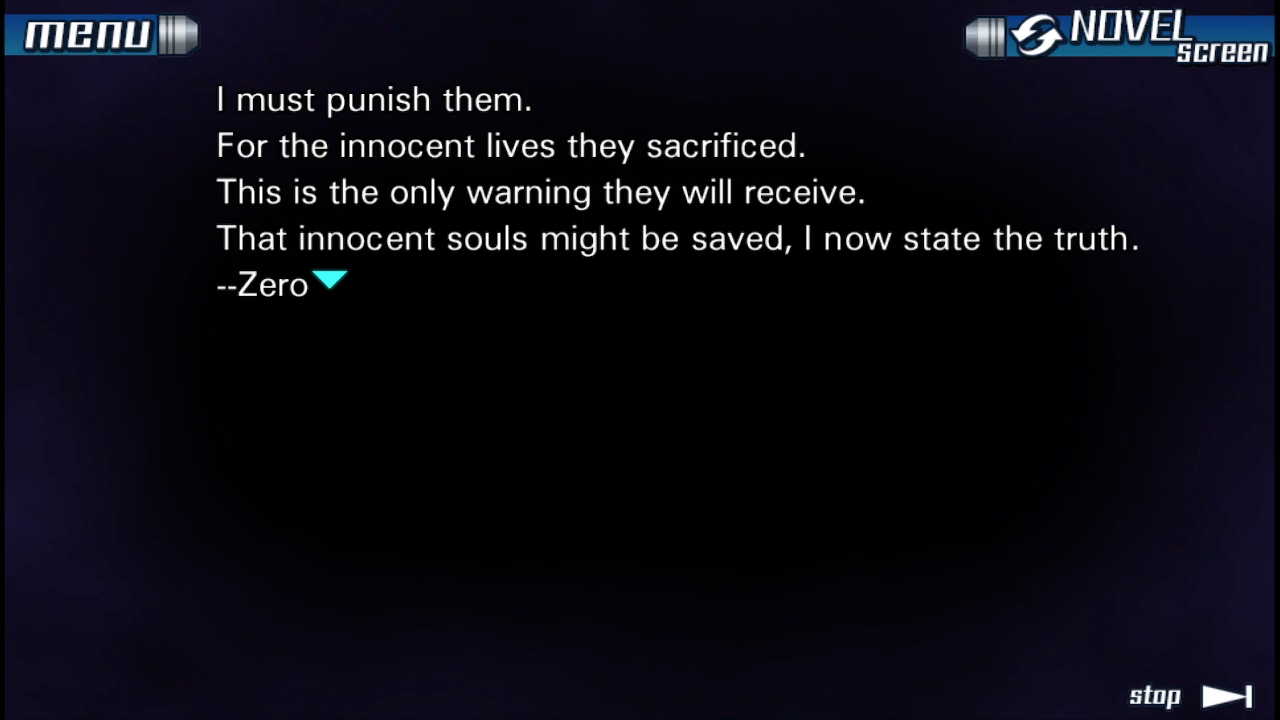 menu
NOVEL
screen
I must punish them.
For the innocent lives they sacrificed.
This is the only warning they will receive.
That innocent souls might be saved, I now state the truth.
--Zero
stop